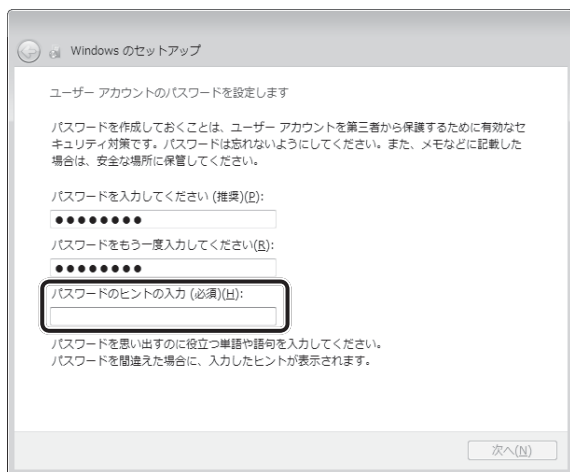 Windows のセットアップ
ユーザー アカウントのパスワードを設定します
パスワードを作成しておくことは、ユーザー アカウントを第三者から保護するために有効なセ
キュリティ対策です。パスワードは忘れないようにしてください。また、メモなどに記載した
場合は、安全な場所に保管してください。
パスワードを入力してください (推奨)(P):
●●●●●●●●
パスワードをもう一度入力してください(R):
●●●●●●●●
パスワードのヒントの入力 (必須)(H):
パスワードを思い出すのに役立つ単語や語句を入力してください。
パスワードを間違えた場合に、入力したヒントが表示されます。
次へ(N)